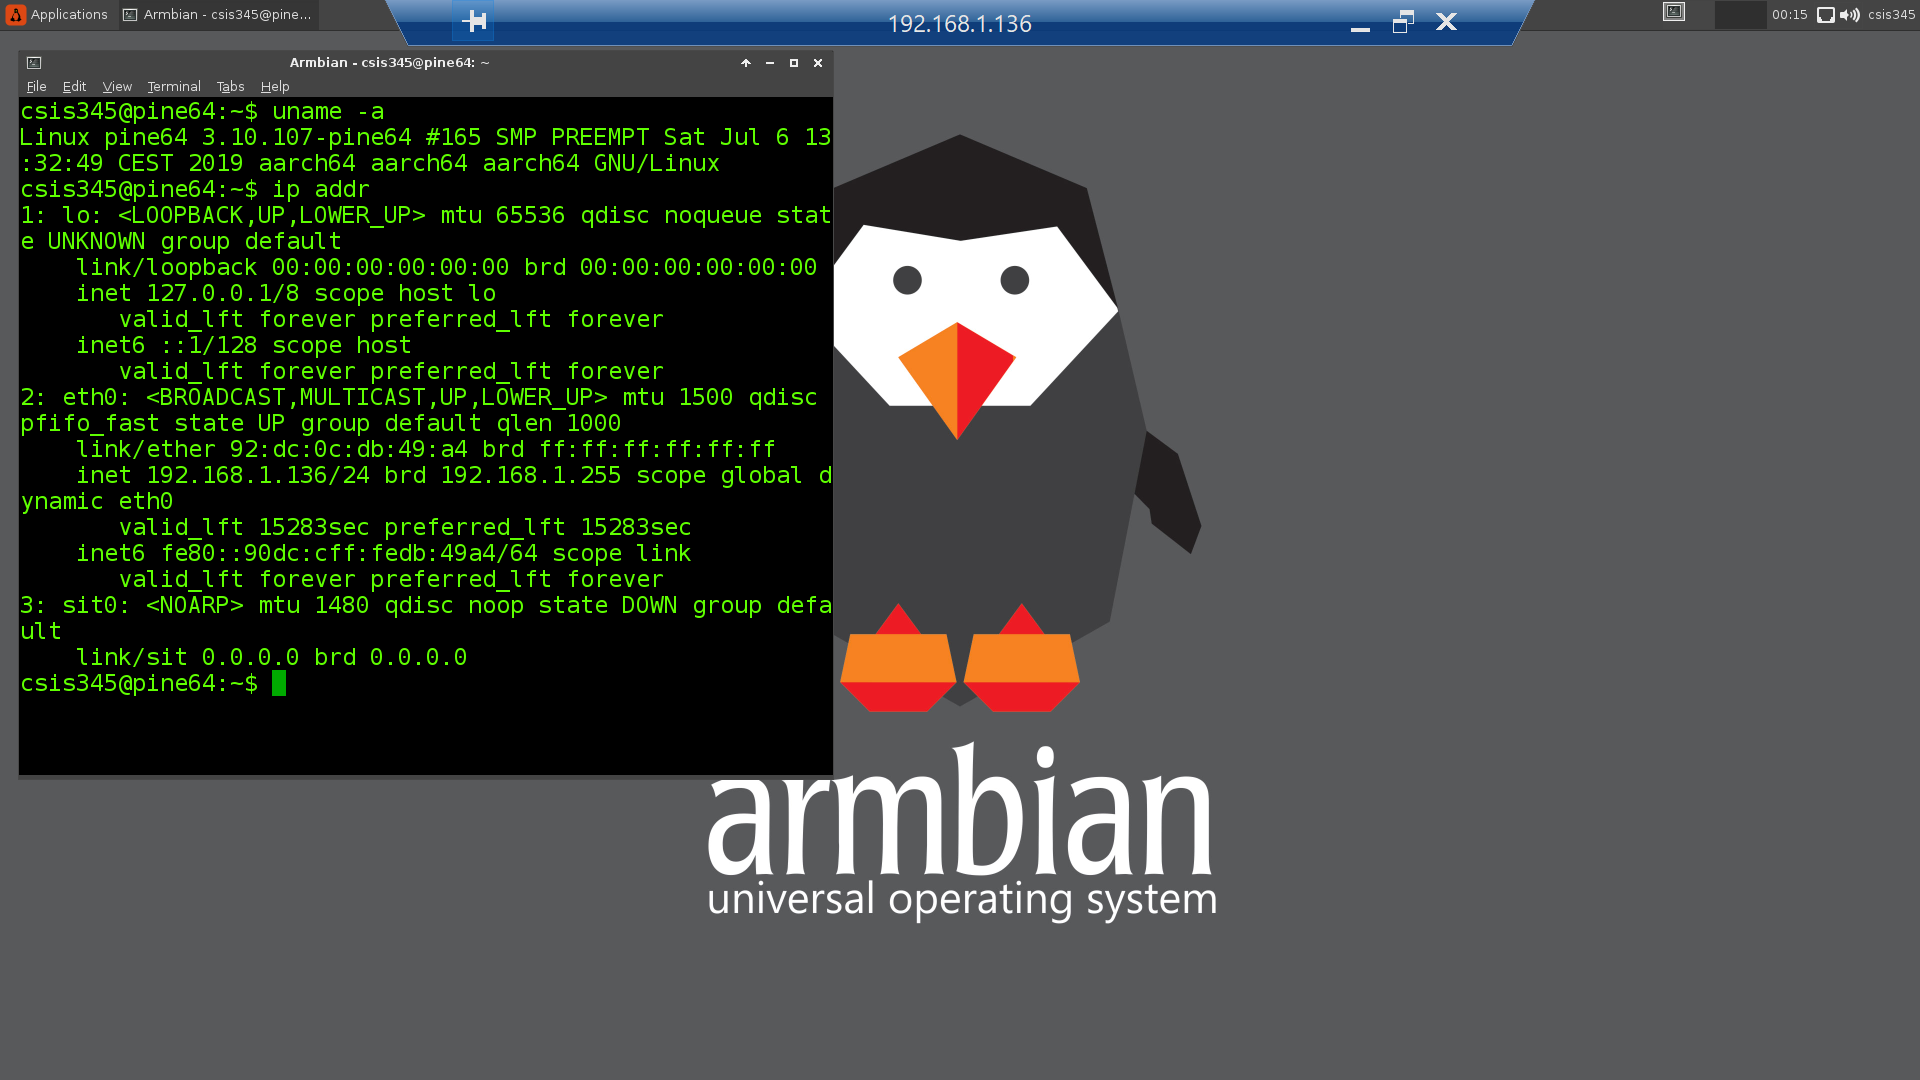 Applications
Armbian - csis345@pine...
192.168.1.136
00:15
csis345
Armbian - csis345@pine64: ~
File Edit View Terminal Tabs Help
csis345@pine64:~$ uname -a
Linux pine64 3.10.107-pine64 #165 SMP PREEMPT Sat Jul 6 13
:32:49 CEST 2019 aarch64 aarch64 aarch64 GNU/Linux
csis345@pine64:~$ ip addr
1: lo: <LOOPBACK,UP,LOWER_UP> mtu 65536 qdisc noqueue stat
e UNKNOWN group default
    link/loopback 00:00:00:00:00:00 brd 00:00:00:00:00:00
    inet 127.0.0.1/8 scope host lo
       valid_lft forever preferred_lft forever
    inet6 ::1/128 scope host
       valid_lft forever preferred_lft forever
2: eth0: <BROADCAST,MULTICAST,UP,LOWER_UP> mtu 1500 qdisc
pfifo_fast state UP group default qlen 1000
    link/ether 92:dc:0c:db:49:a4 brd ff:ff:ff:ff:ff:ff
    inet 192.168.1.136/24 brd 192.168.1.255 scope global d
ynamic eth0
       valid_lft 15283sec preferred_lft 15283sec
    inet6 fe80::90dc:cff:fedb:49a4/64 scope link
       valid_lft forever preferred_lft forever
3: sit0: <NOARP> mtu 1480 qdisc noop state DOWN group defa
ult
    link/sit 0.0.0.0 brd 0.0.0.0
csis345@pine64:~$
armbian
universal operating system